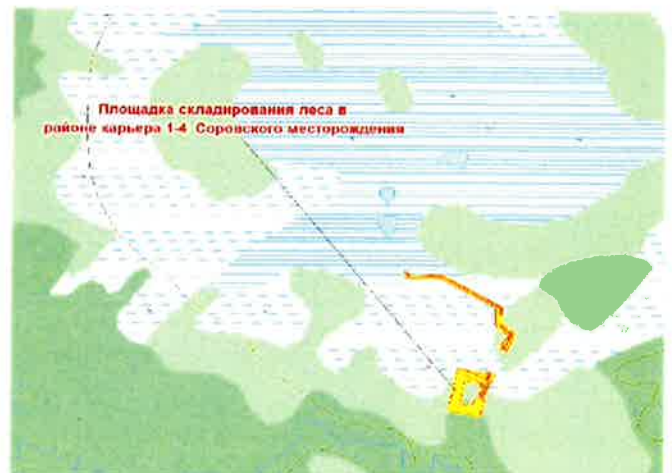 Площадка складирования леса в
районе карьера 1-4 Соровского месторождения